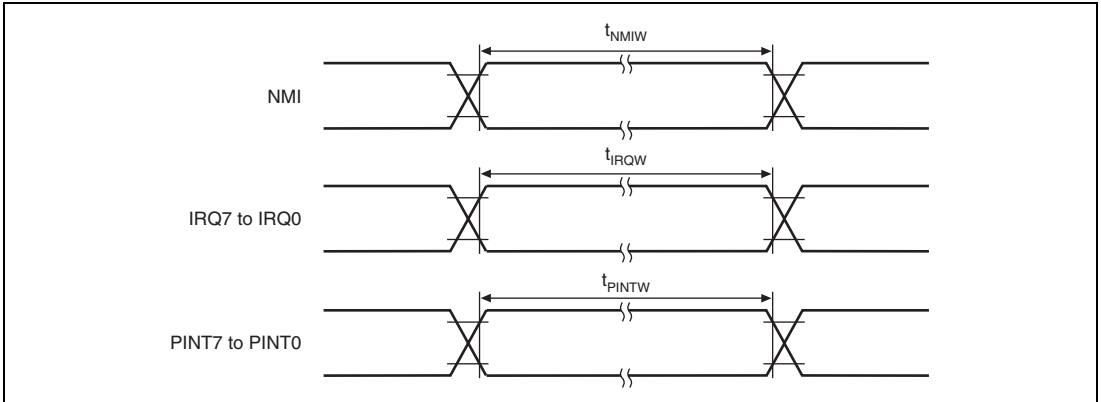 tNMIW
NMI
tIRQW
IRQ7 to IRQ0
tPINTW
PINT7 to PINT0